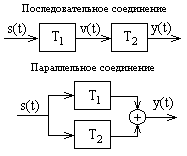 Последовательное соединение
s(t) T1 v(t) T2 y(t)
Параллельное соединение
T1
s(t) + y(t)
T2